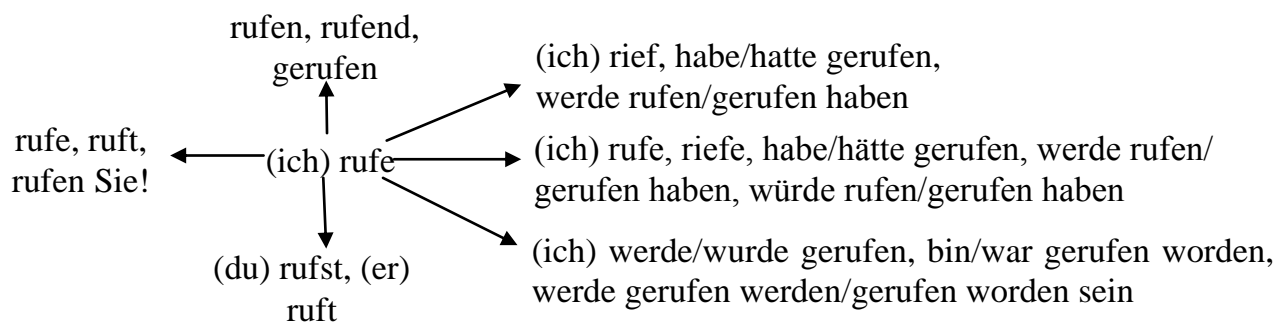 rufen, rufend,
gerufen
(ich) rief, habe/hatte gerufen,
werde rufen/gerufen haben
rufe, ruft,
rufen Sie!
(ich) rufe
(ich) rufe, riefe, habe/hätte gerufen, werde rufen/
gerufen haben, würde rufen/gerufen haben
(du) rufst, (er)
ruft
(ich) werde/wurde gerufen, bin/war gerufen worden,
werde gerufen werden/gerufen worden sein